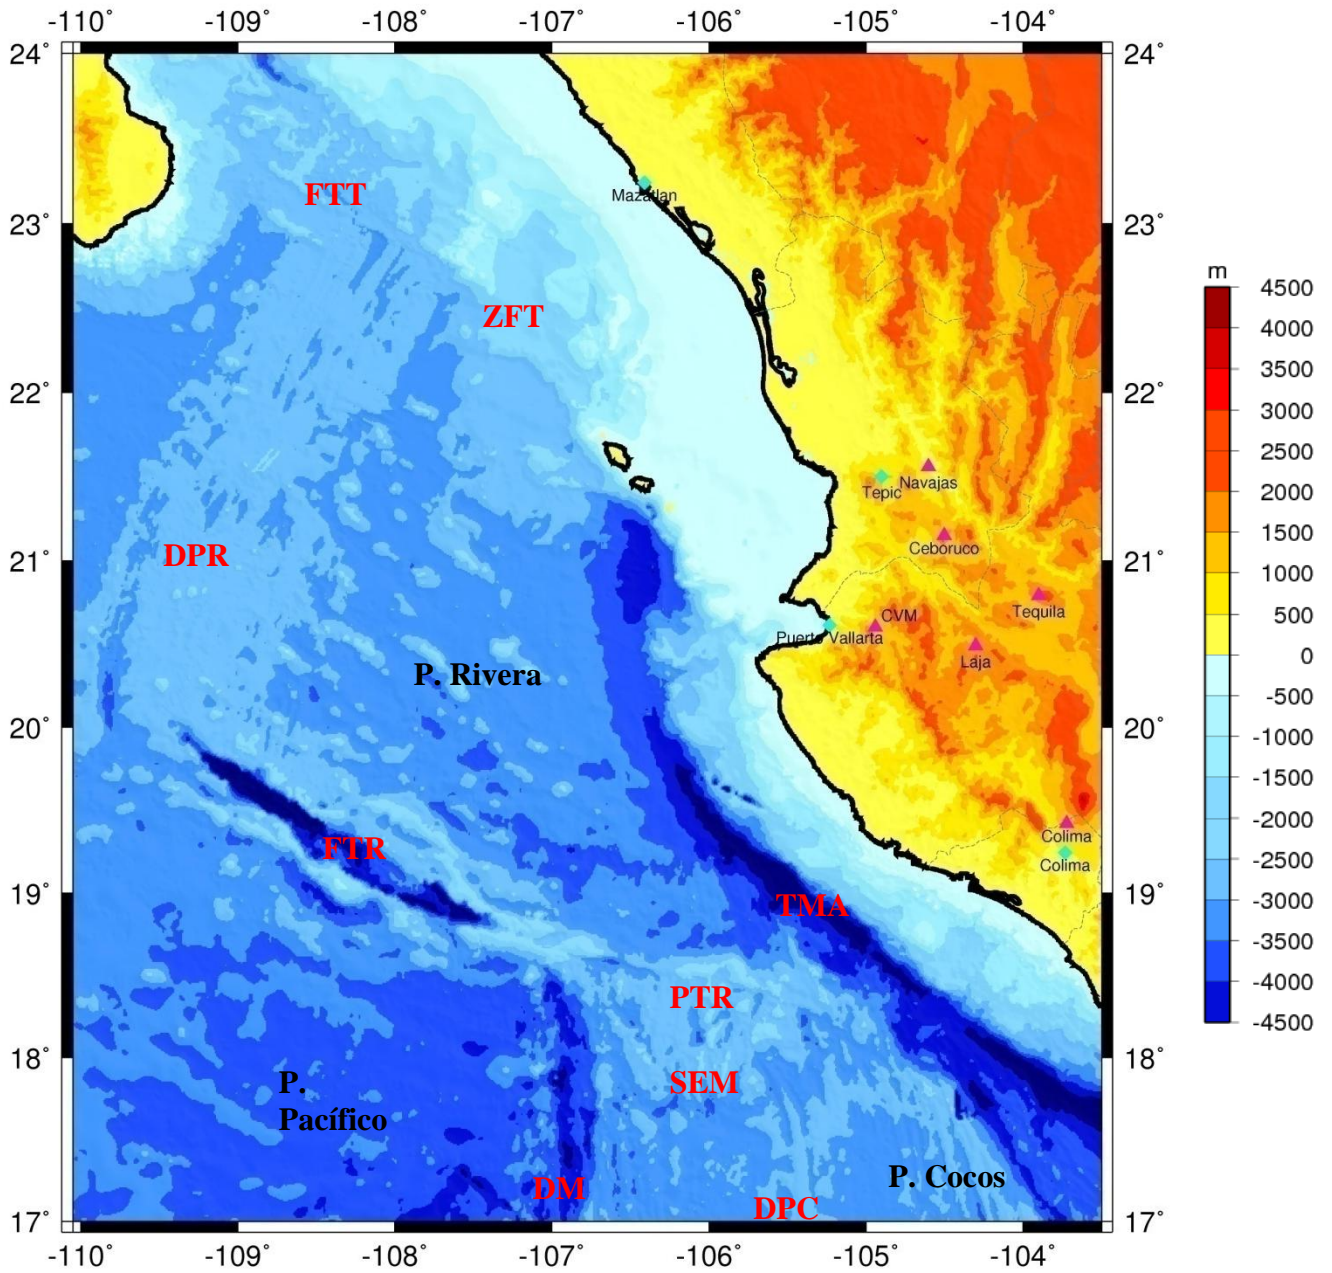 -110° -109° -108° -107° -106° -105° -104°
24° 24°
FTT
Mazatlan
23° 23°
m
4500
ZFT
4000
3500
22° 3000 22°
2500
Navajas
Tepic
2000
1500
Ceboruco
21° 21°
DPR
1000
Tequila
500
CVM
Puerto Vallarta
0
Laja
P. Rivera
-500
20° 20°
-1000
-1500
Colima
-2000
FTR
Colima
-2500
19° 19°
TMA
-3000
-3500
PTR
-4000
-4500
18° 18°
SEM
P.
Pacífico
P. Cocos
DM
DPC
17° 17°
-110° -109° -108° -107° -106° -105° -104°